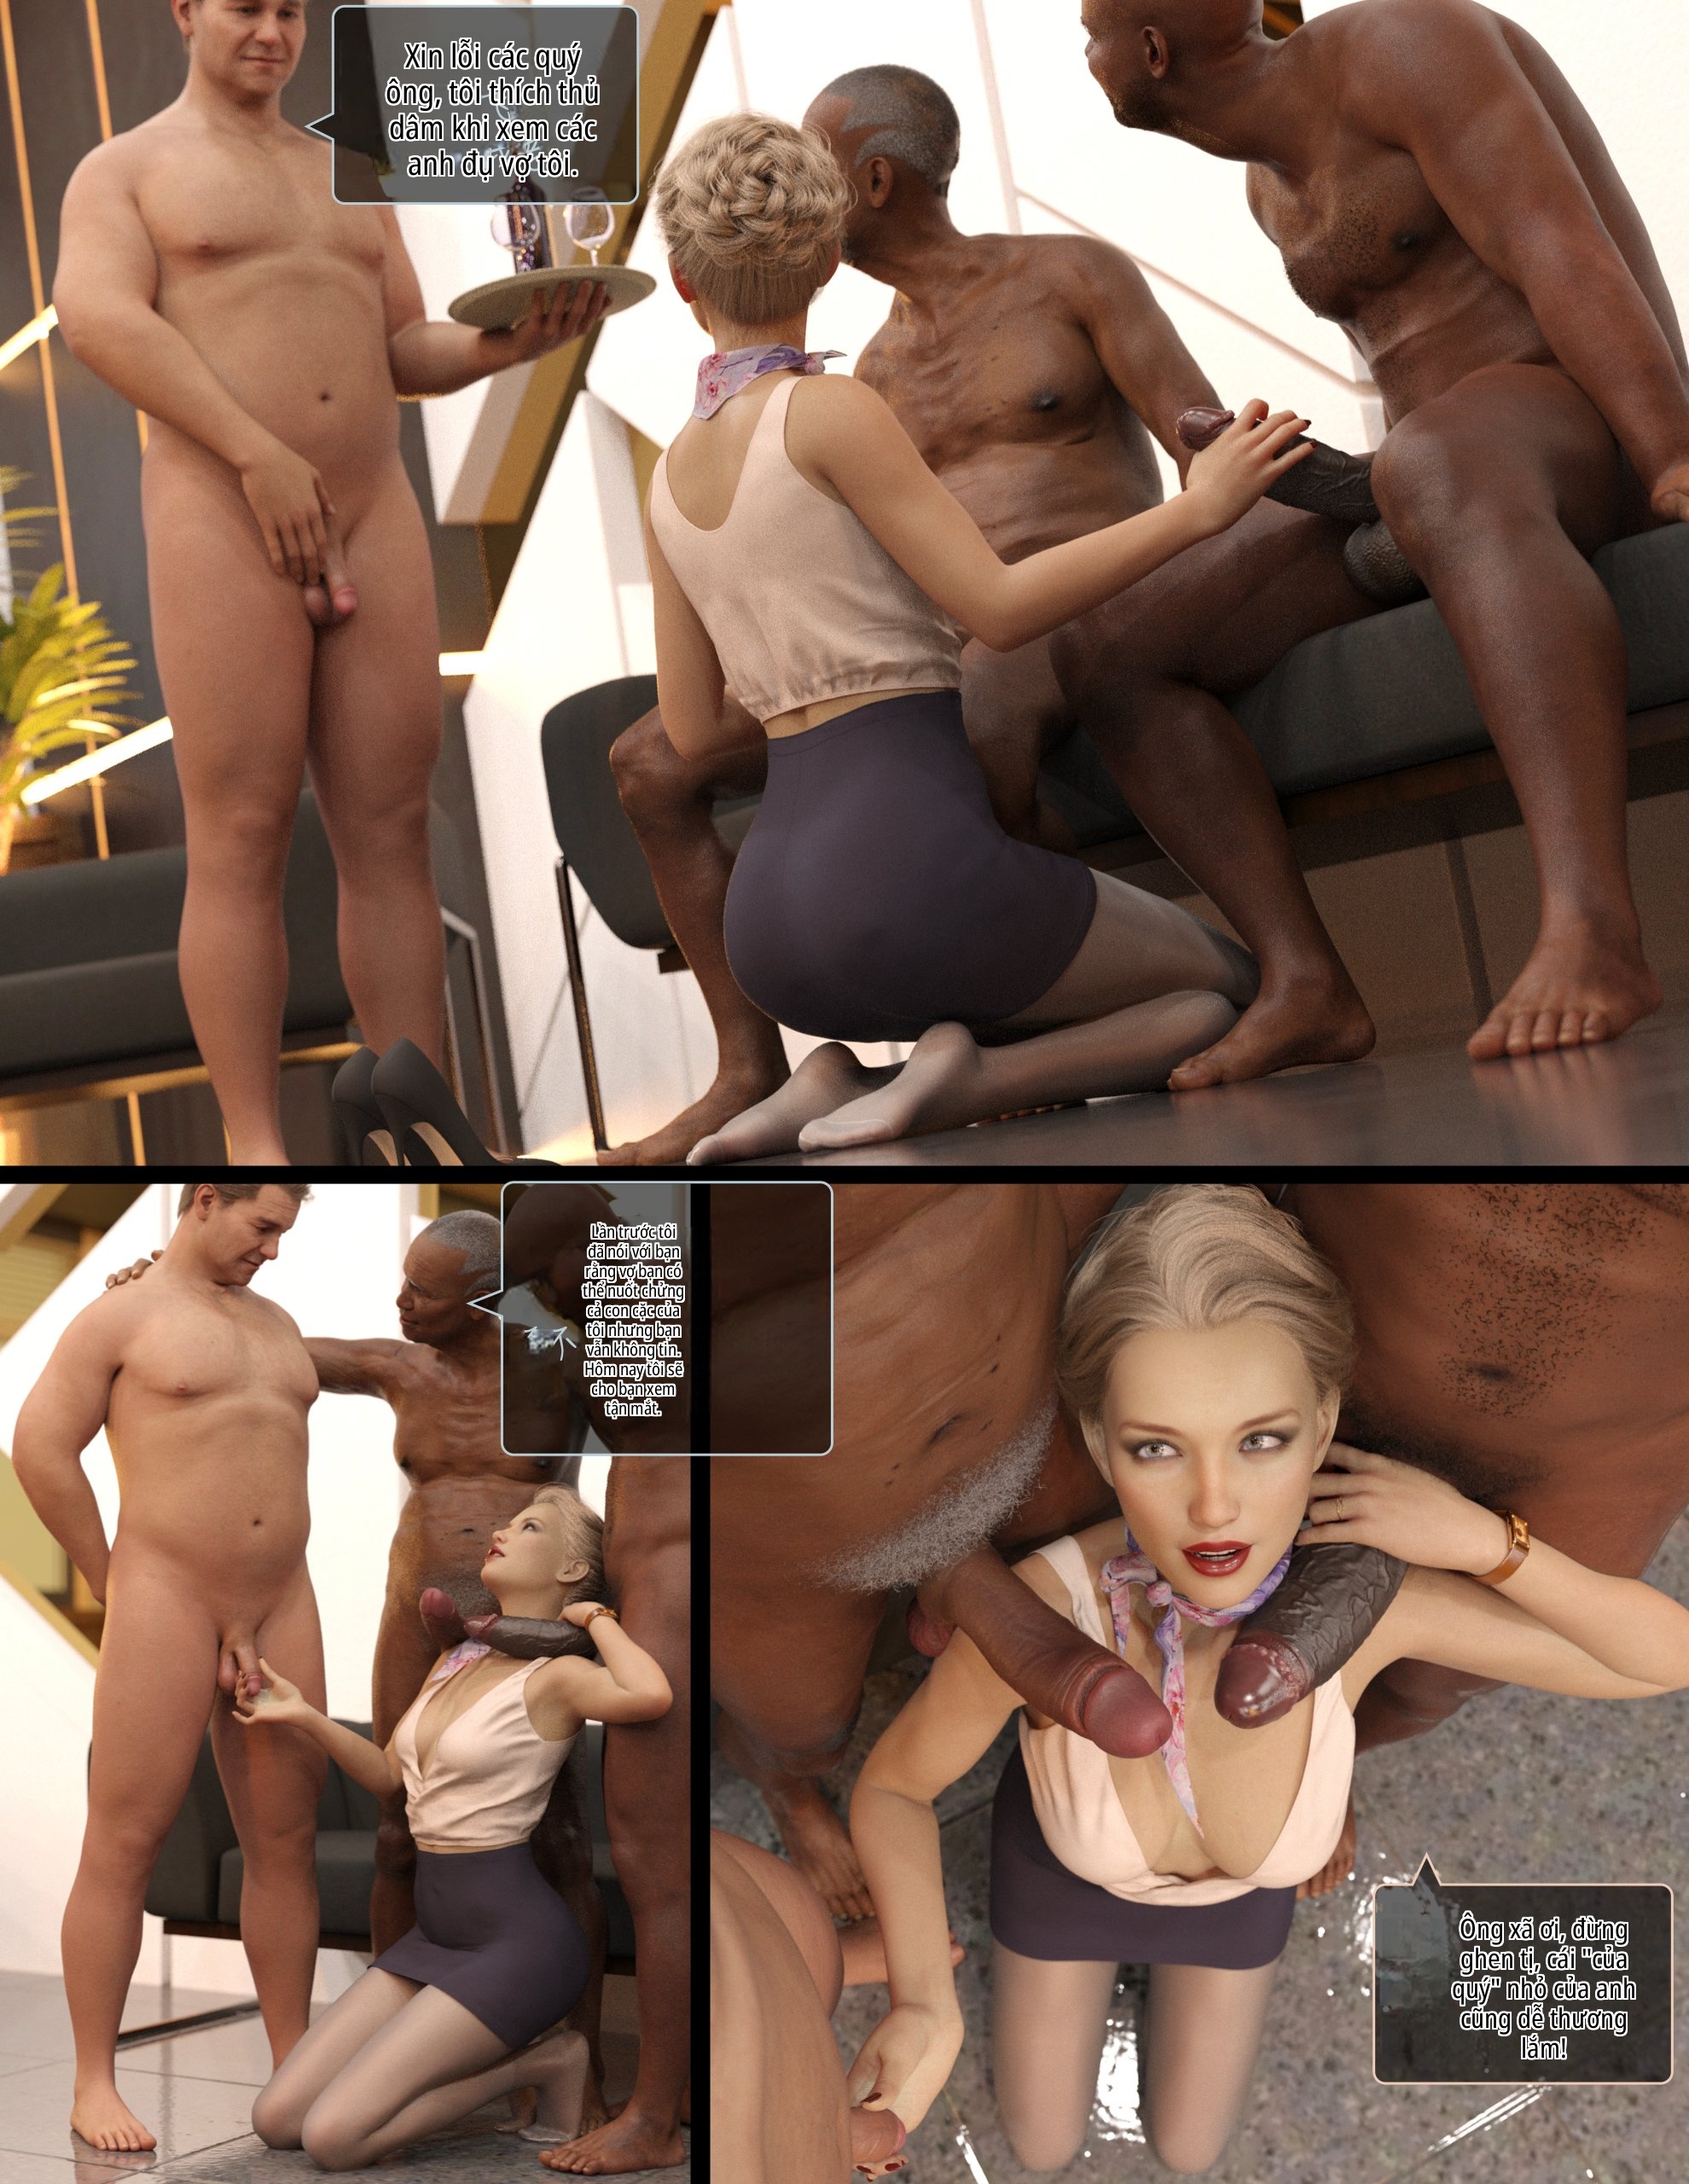 Xin lỗi các quý
ông, tôi thích thủ
dâm khi xem các
anh đụ vợ tôi.
Lần trước tôi
đã nói với bạn
rằng vợ bạn có
thể nuốt chửng
cả con cặc của
tôi nhưng bạn
vẫn không tin.
Hôm nay tôi sẽ
cho bạn xem
tận mắt.
Ông xã ơi, đừng
ghen tị, cái "của
quý" nhỏ của anh
cũng dễ thương
lắm!